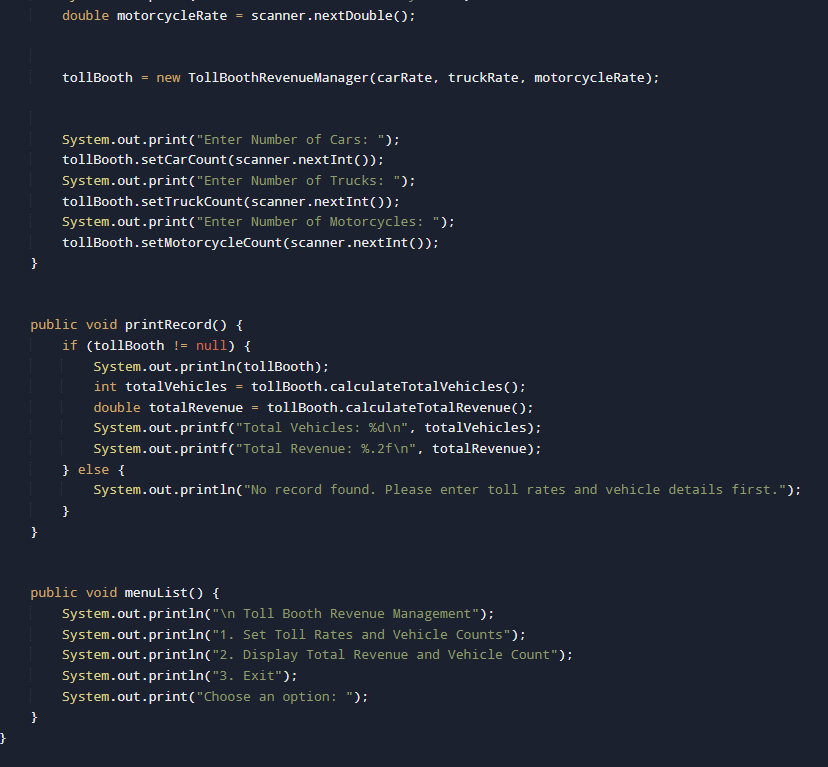 double motorcycleRate = scanner.nextDouble();
tollBooth = new TollBoothRevenueManager(carRate, truckRate, motorcycleRate);
System.out.print("Enter Number of Cars: ");
tollBooth.setCarCount(scanner.nextInt());
System.out.print("Enter Number of Trucks: ");
tollBooth.setTruckCount(scanner.nextInt());
System.out.print("Enter Number of Motorcycles: ");
tollBooth.setMotorcycleCount(scanner.nextInt());
}
public void printRecord() {
if (tollBooth != null) {
System.out.println(tollBooth);
int totalVehicles = tollBooth.calculateTotalVehicles();
double totalRevenue = tollBooth.calculateTotalRevenue();
System.out.printf("Total Vehicles: %d\n", totalVehicles);
System.out.printf("Total Revenue: %.2f\n", totalRevenue);
} else {
System.out.println("No record found. Please enter toll rates and vehicle details first.");
}
}
public void menuList() {
System.out.println("\n Toll Booth Revenue Management");
System.out.println("1. Set Toll Rates and Vehicle Counts");
System.out.println("2. Display Total Revenue and Vehicle Count");
System.out.println("3. Exit");
System.out.print("Choose an option: ");
}
}